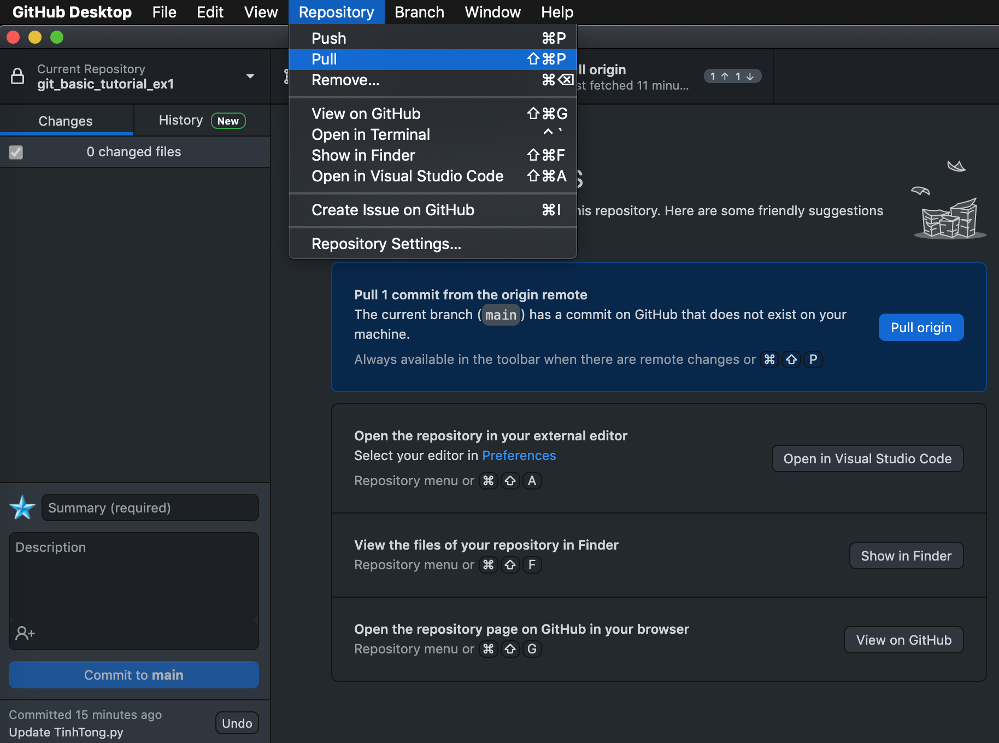 GitHub Desktop File Edit View Repository Branch Window Help
Push ⌘P
Pull ⇧⌘P
Remove... ⌘⌫
View on GitHub ⇧⌘G
Open in Terminal ^`
Show in Finder ⇧⌘F
Open in Visual Studio Code ⇧⌘A
Create Issue on GitHub ⌘I
Repository Settings...
Current Repository
git_basic_tutorial_ex1
origin
fetched 11 minu...
1 ↑ 1 ↓
Changes
History New
0 changed files
repository. Here are some friendly suggestions
Pull 1 commit from the origin remote
The current branch (main) has a commit on GitHub that does not exist on your
machine.
Always available in the toolbar when there are remote changes or ⌘ ⇧ P
Pull origin
Open the repository in your external editor
Select your editor in Preferences
Repository menu or ⌘ ⇧ A
Open in Visual Studio Code
View the files of your repository in Finder
Repository menu or ⌘ ⇧ F
Show in Finder
Open the repository page on GitHub in your browser
Repository menu or ⌘ ⇧ G
View on GitHub
Summary (required)
Description
Commit to main
Committed 15 minutes ago
Update TinhTong.py
Undo